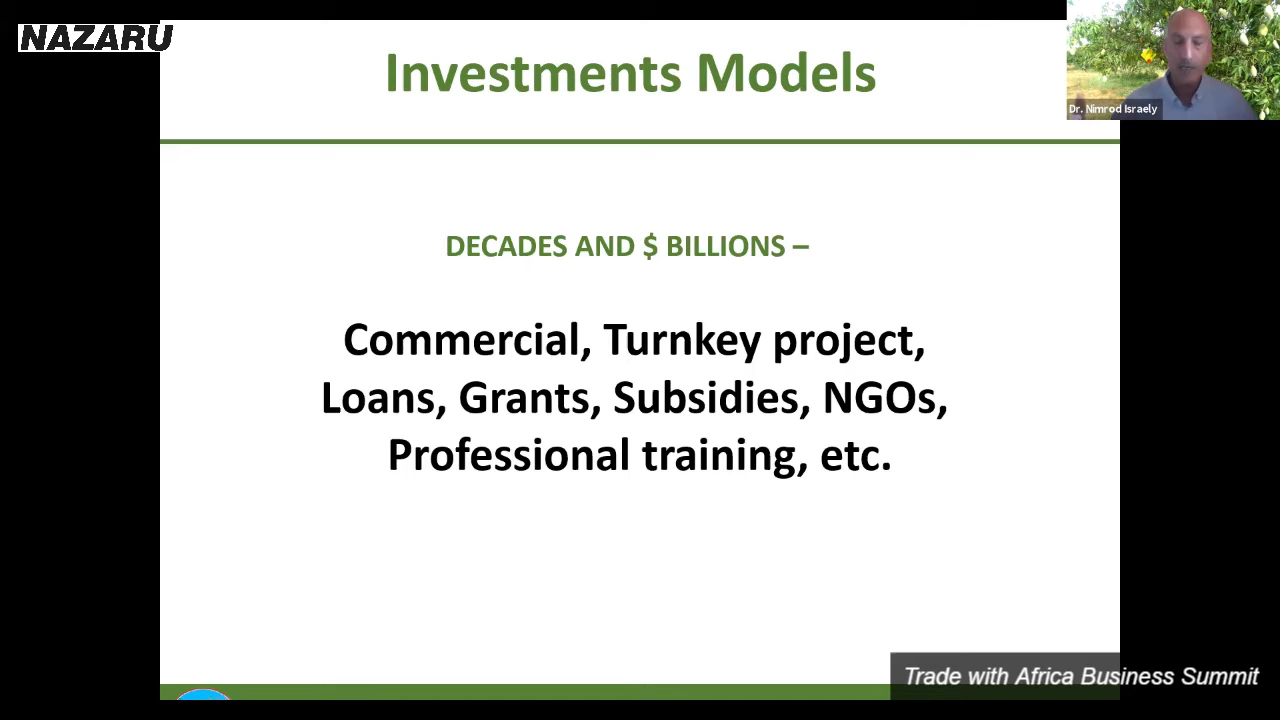 NAZARU
Investments Models
Dr. Nimrod Israely
DECADES AND $ BILLIONS –
Commercial, Turnkey project,
Loans, Grants, Subsidies, NGOs,
Professional training, etc.
Trade with Africa Business Summit